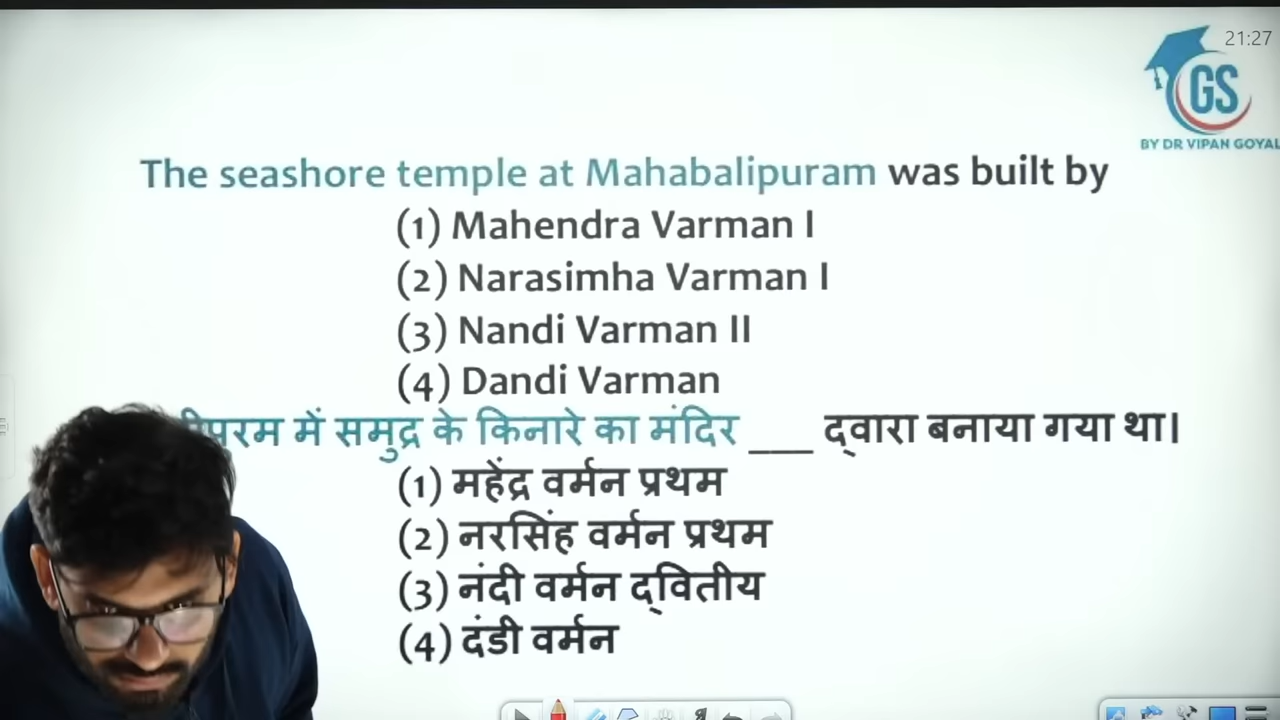 21:27
GS
BY DR VIPAN GOYAL
The seashore temple at Mahabalipuram was built by
(1) Mahendra Varman I
(2) Narasimha Varman I
(3) Nandi Varman II
(4) Dandi Varman
में समुद्र के किनारे का मंदिर ___ द्वारा बनाया गया था।
(1) महेंद्र वर्मन प्रथम
(2) नरसिंह वर्मन प्रथम
(3) नंदी वर्मन द्वितीय
(4) दंडी वर्मन